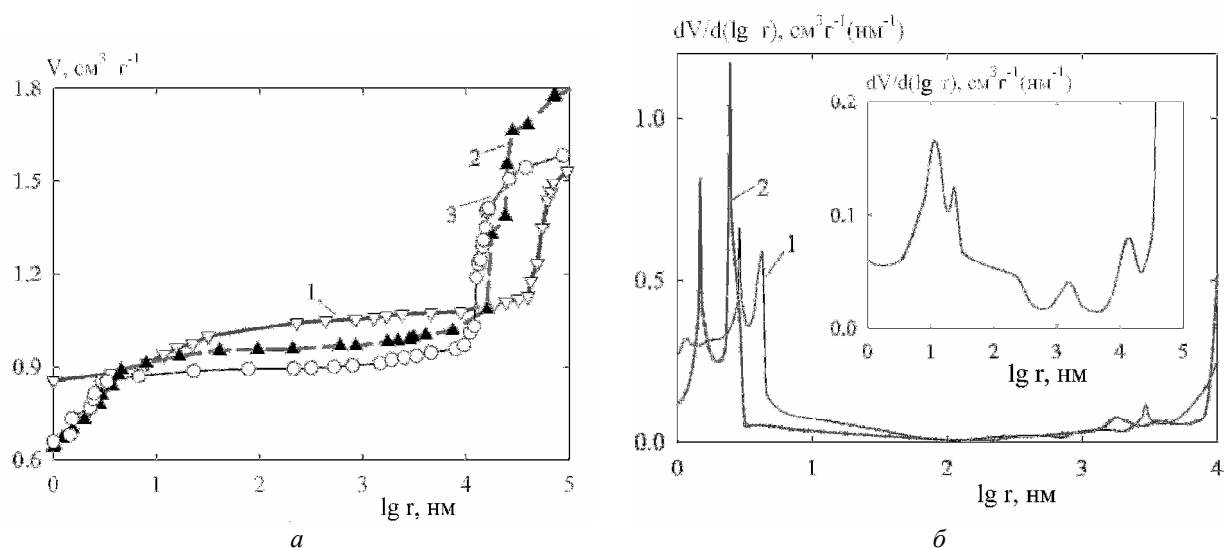 V, см³ г⁻¹
1.8
1.5
1.2
0.9
0.6
2
3
1
0 1 2 3 4 5
lg r, нм
а
dV/d(lg r), см³г⁻¹(нм⁻¹)
1.0
0.5
0.0
2
1
dV/d(lg r), см³г⁻¹(нм⁻¹)
0.2
0.1
0.0
0 1 2 3 4 5
lg r, нм
0 1 2 3 4
lg r, нм
б